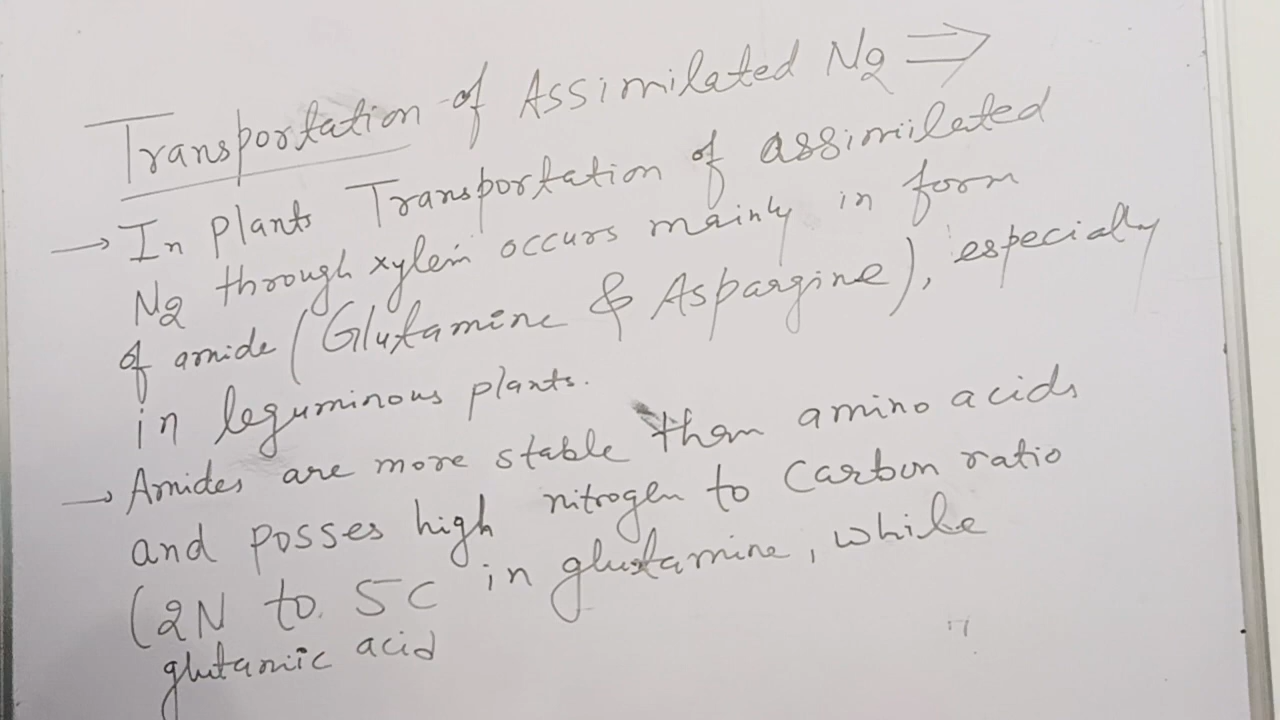 Transportation of Assimilated N2 ⇒
→ In plants Transportation of assimilated
N2 through xylem occurs mainly in form
of amide (Glutamine & Aspargine), especially
in leguminous plants.
→ Amides are more stable than amino acids
and posses high nitrogen to Carbon ratio
(2N to 5C in glutamine, while
glutamic acid